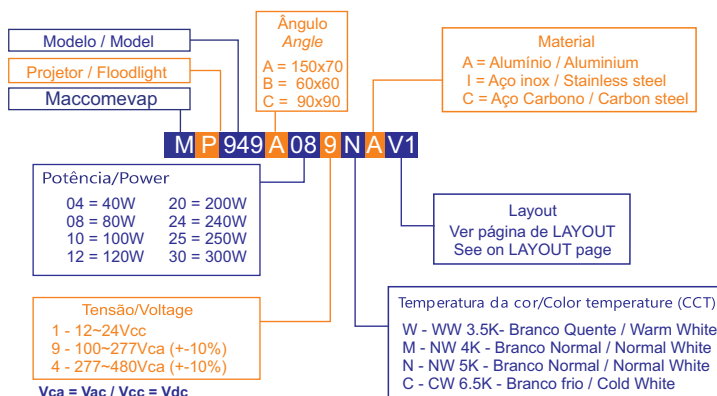 Modelo / Model
Projetor / Floodlight
Maccomevap
Ângulo
Angle
A = 150x70
B = 60x60
C = 90x90
Material
A = Alumínio / Aluminium
I = Aço inox / Stainless steel
C = Aço Carbono / Carbon steel
M P 949 A 08 9 N A V1
Potência/Power
04 = 40W 20 = 200W
08 = 80W 24 = 240W
10 = 100W 25 = 250W
12 = 120W 30 = 300W
Layout
Ver página de LAYOUT
See on LAYOUT page
Tensão/Voltage
1 - 12~24Vcc
9 - 100~277Vca (+-10%)
4 - 277~480Vca (+-10%)
Vca = Vac / Vcc = Vdc
Temperatura da cor/Color temperature (CCT)
W - WW 3.5K- Branco Quente / Warm White
M - NW 4K - Branco Normal / Normal White
N - NW 5K - Branco Normal / Normal White
C - CW 6.5K - Branco frio / Cold White